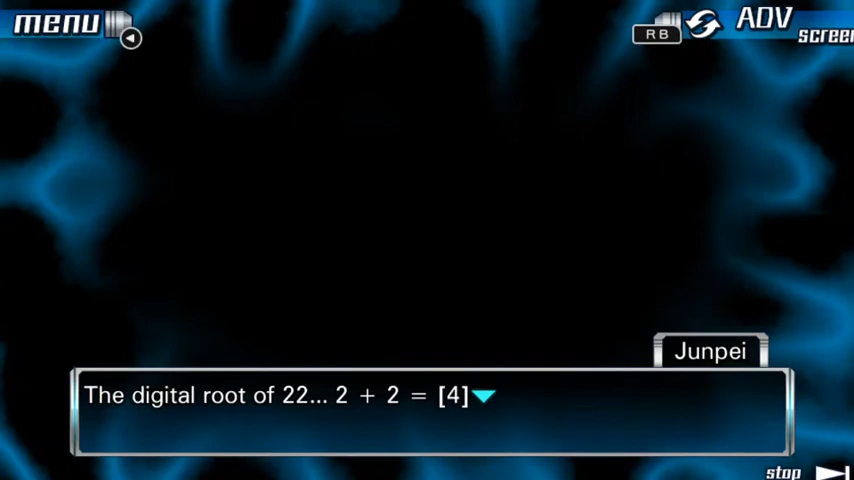 menu
RB
ADV
screen
Junpei
The digital root of 22... 2 + 2 = [4]
stop